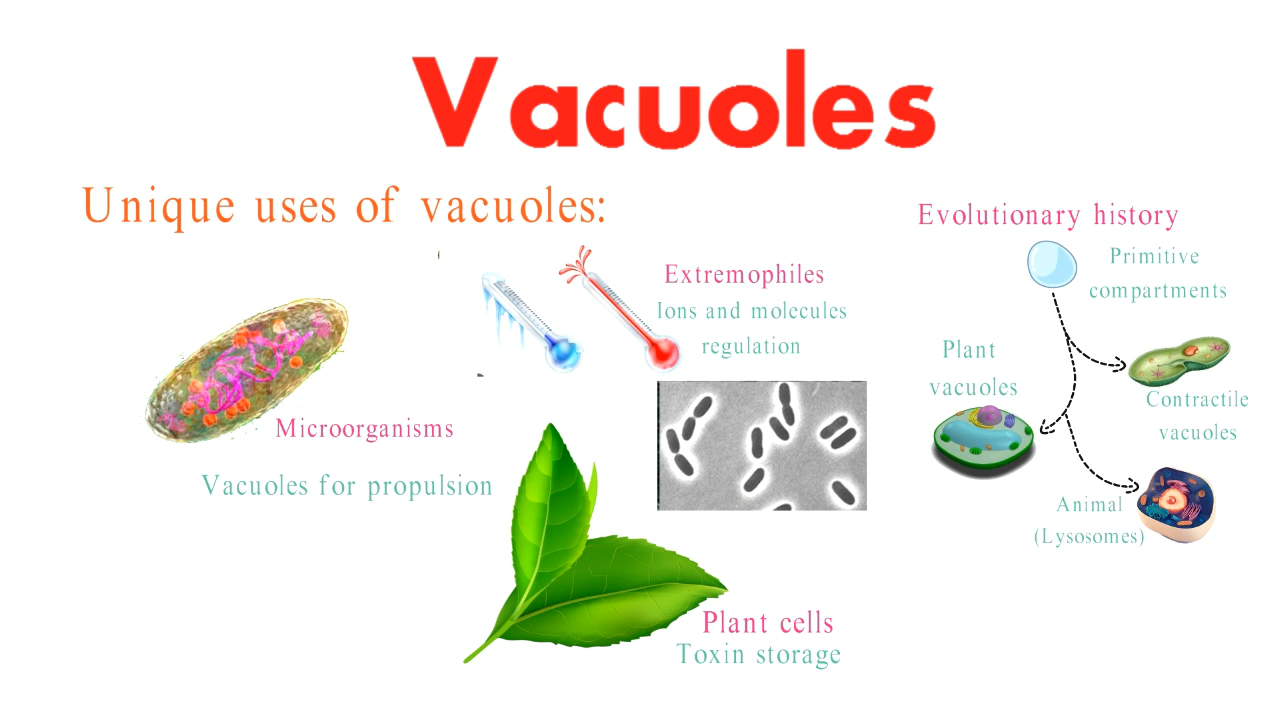 Vacuoles
Unique uses of vacuoles:
Microorganisms
Vacuoles for propulsion
Extremophiles
Ions and molecules
regulation
Plant cells
Toxin storage
Evolutionary history
Primitive
compartments
Plant
vacuoles
Contractile
vacuoles
Animal
(Lysosomes)